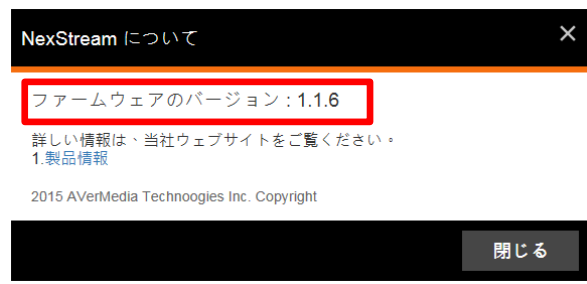 NexStream について
ファームウェアのバージョン : 1.1.6
詳しい情報は、当社ウェブサイトをご覧ください。
1.製品情報
2015 AVerMedia Technoogies Inc. Copyright
閉じる